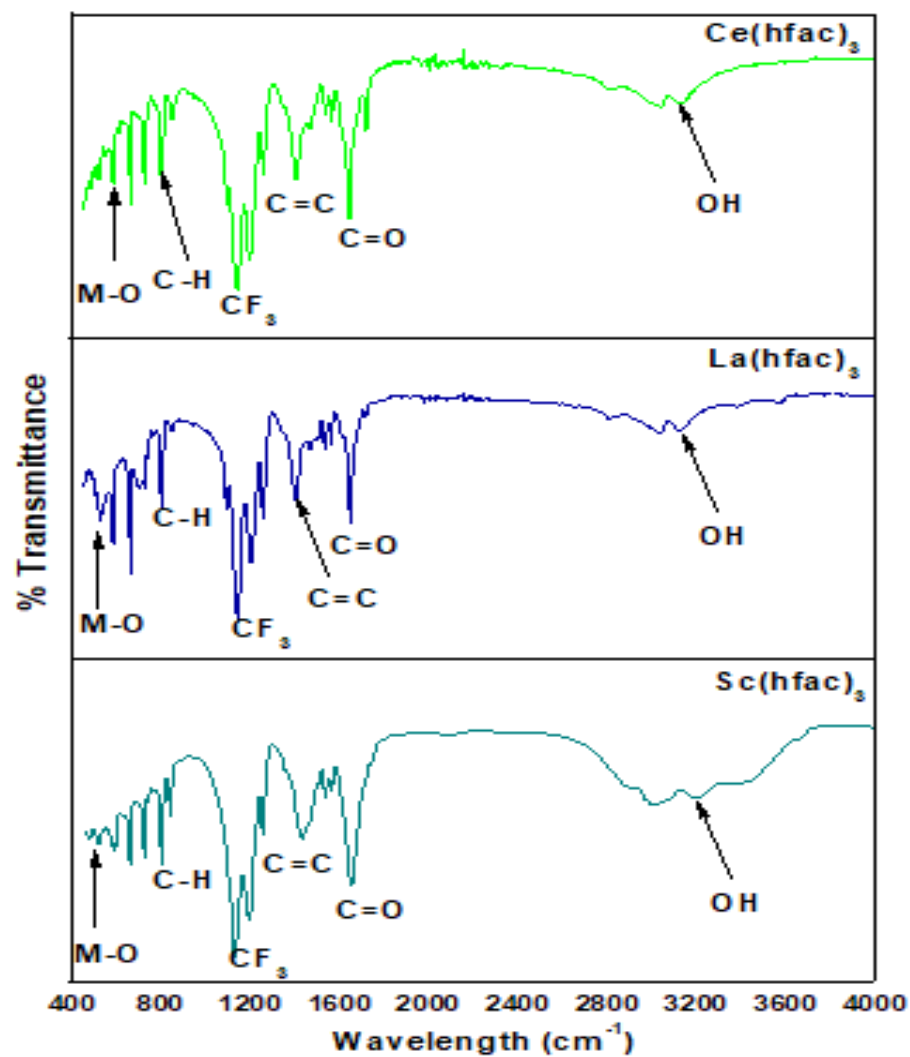 Ce(hfac)₃
OH
C=C
C=O
C-H
M-O
CF₃
La(hfac)₃
C-H
OH
C=O
C=C
M-O
CF₃
Sc(hfac)₃
C=C
C-H
OH
C=O
M-O
CF₃
% Transmittance
400 800 1200 1600 2000 2400 2800 3200 3600 4000
Wavelength (cm⁻¹)